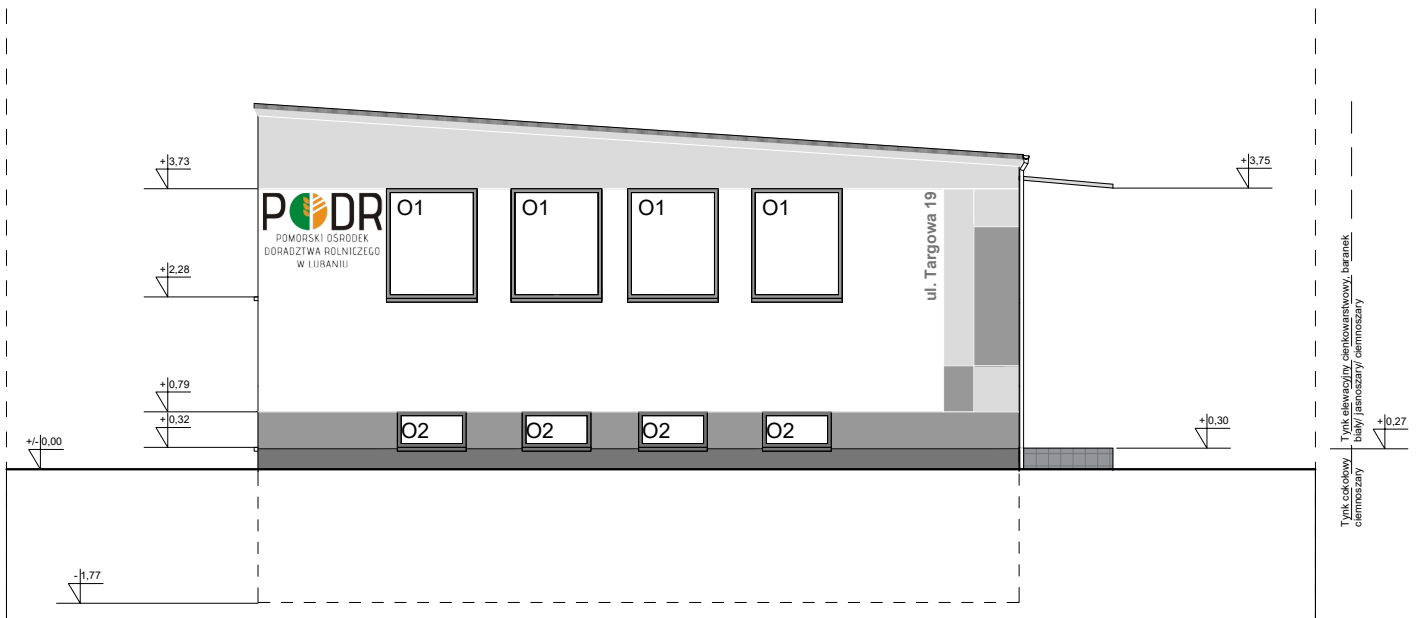 +3,73
+3,75
PODR
POMORSKI OŚRODEK
DORADZTWA ROLNICZEGO
W LUBANIU
O1
O1
O1
O1
ul. Targowa 19
+2,28
+0,79
+0,32
+/-0,00
O2
O2
O2
O2
+0,30
+0,27
Tynk elewacyjny cienkowarstwowy, baranek
biały/ jasnoszary/ ciemnoszary
Tynk cokołowy
ciemnoszary
-1,77